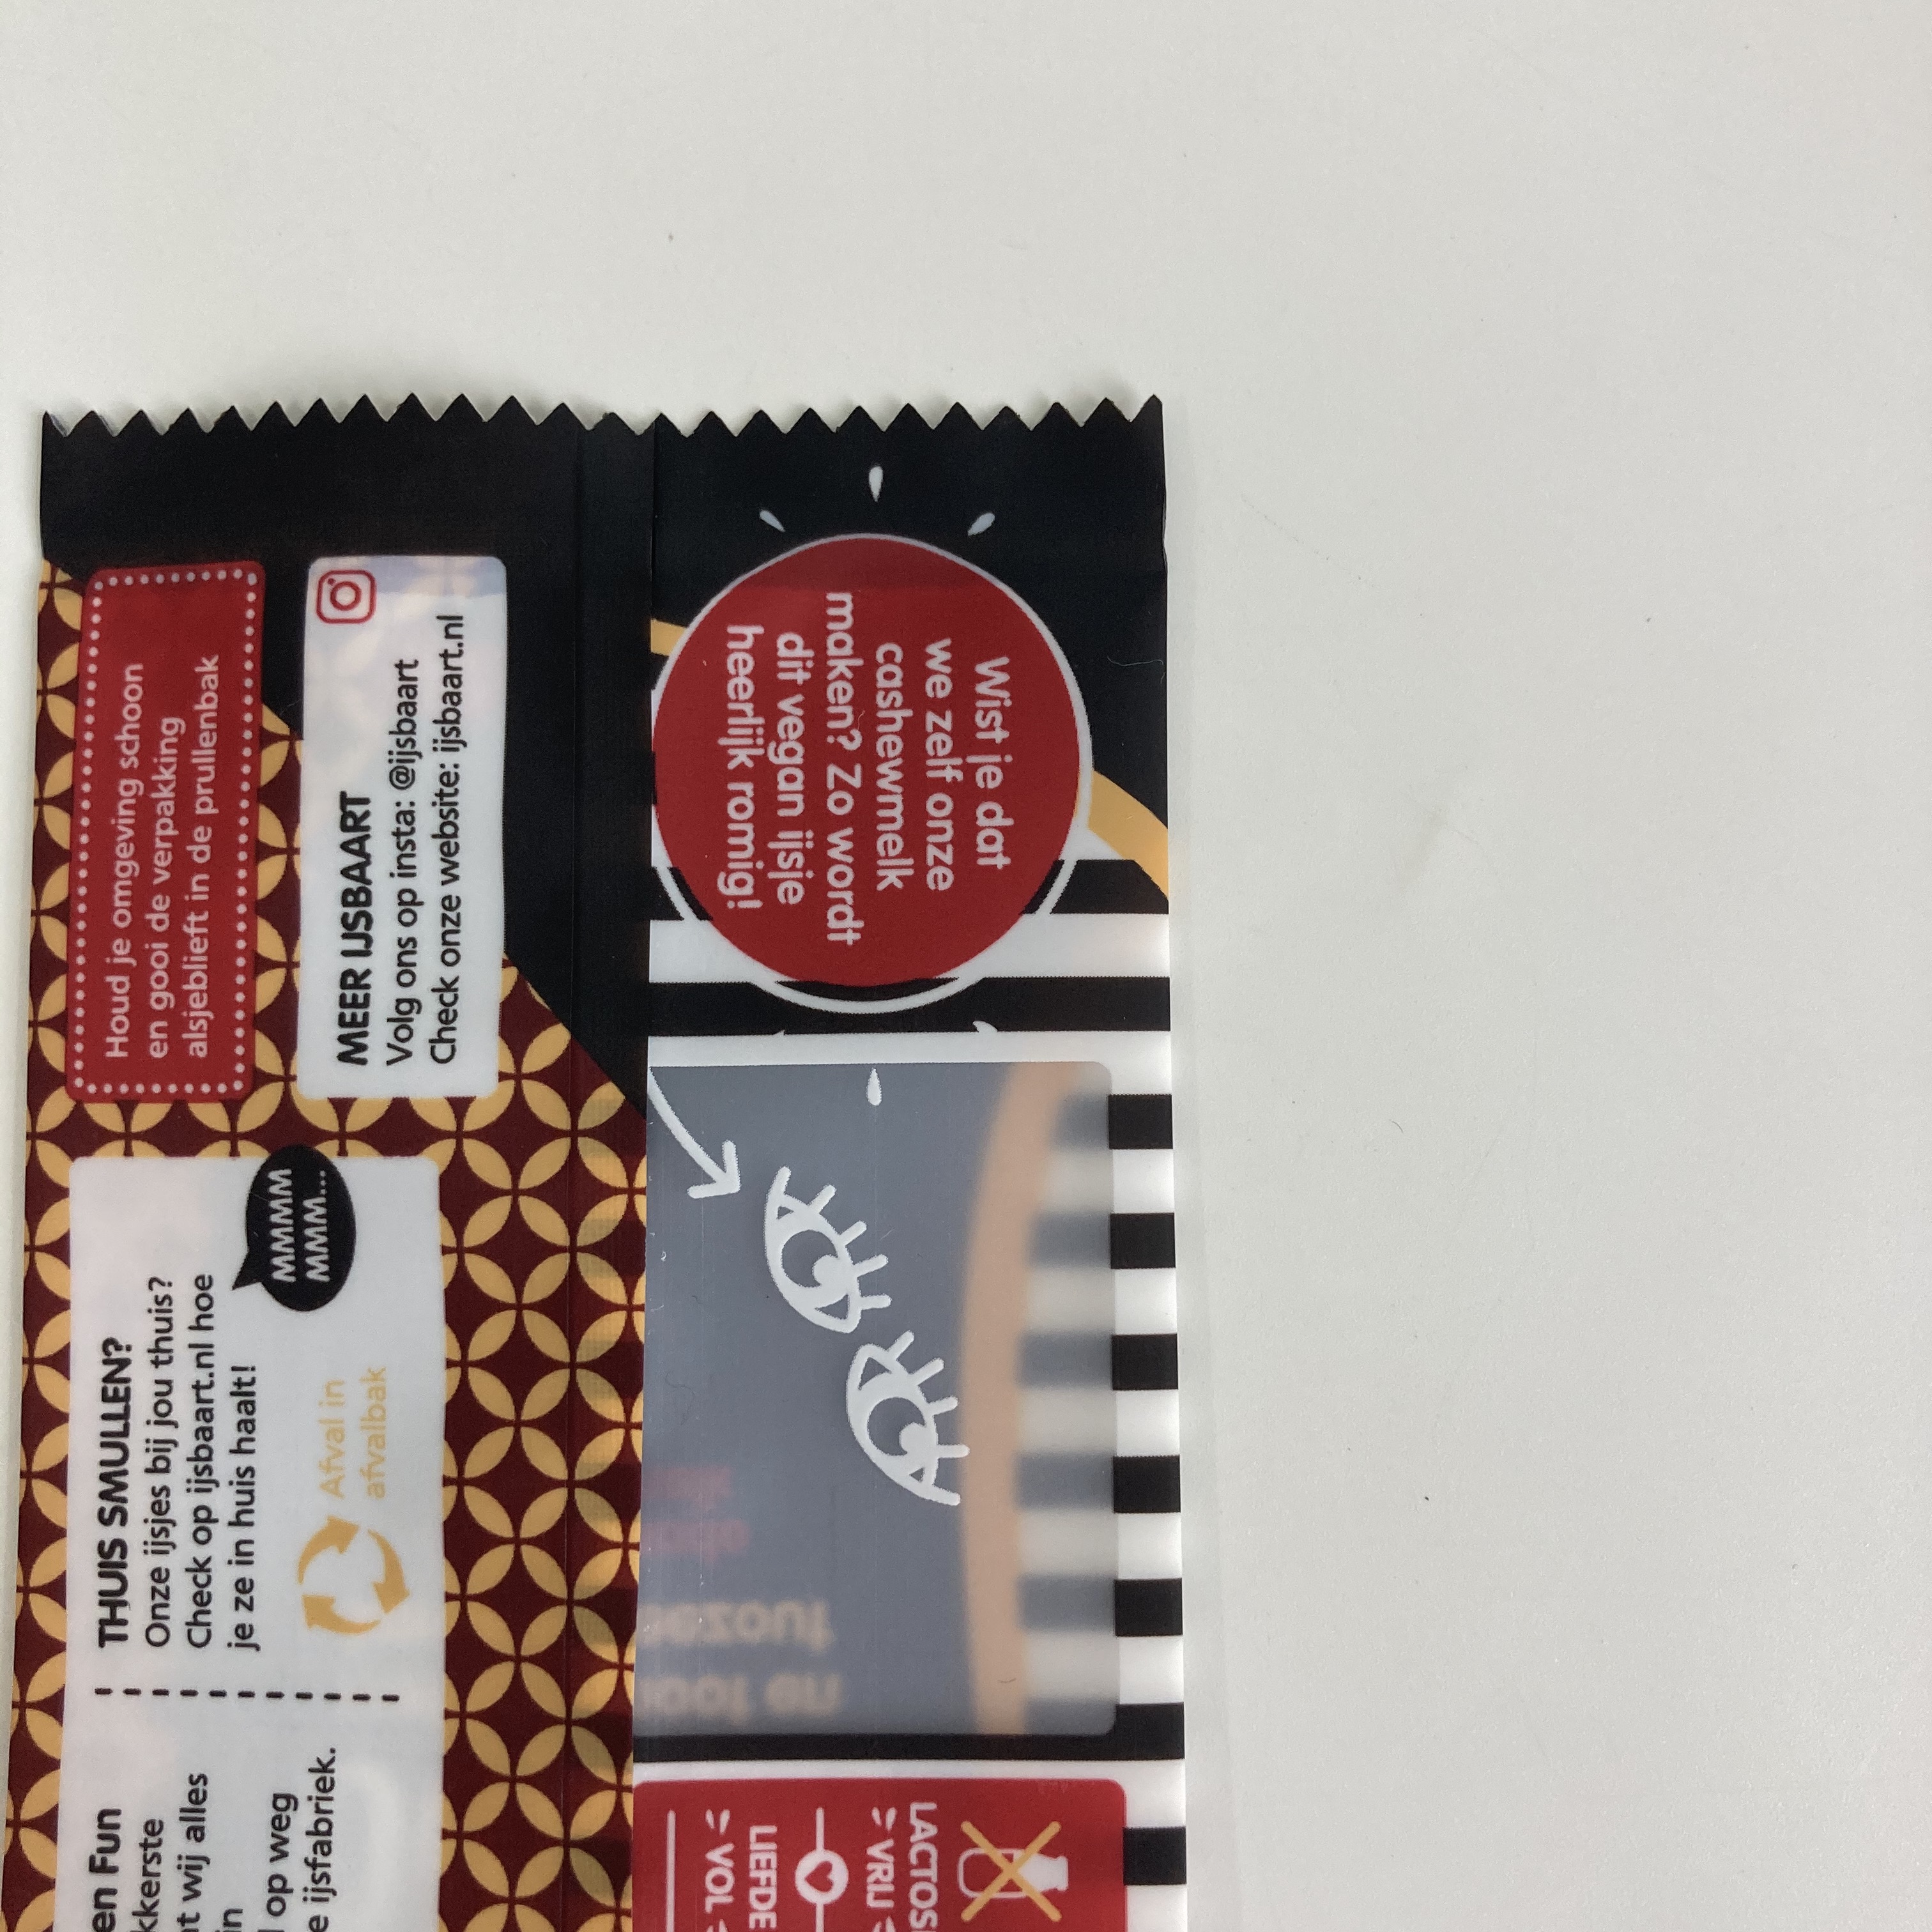 Houd je omgeving schoon
en gooi de verpakking
alsjeblieft in de prullenbak
MEER IJSBAART
Volg ons op insta: @ijsbaart
Check onze website: ijsbaart.nl
THUIS SMULLEN?
Onze ijsjes bij jou thuis?
Check op ijsbaart.nl hoe
je ze in huis haalt!
MMMM
MMM...
Afval in
afvalbak
en Fun
wij alles
op weg
ijsfabriek.
Wist je dat
we zelf onze
cashewmelk
maken? Zo wordt
dit vegan ijsje
heerlijk romig!
VRIJ
LIEFDE
VOL